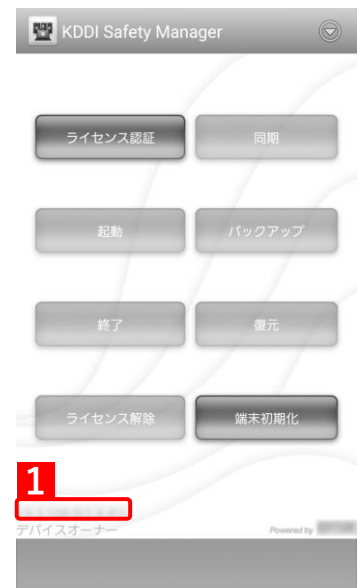 KDDI Safety Manager
ライセンス認証
同期
起動
バックアップ
終了
復元
ライセンス解除
端末初期化
1
デバイスオーナー
Powered by